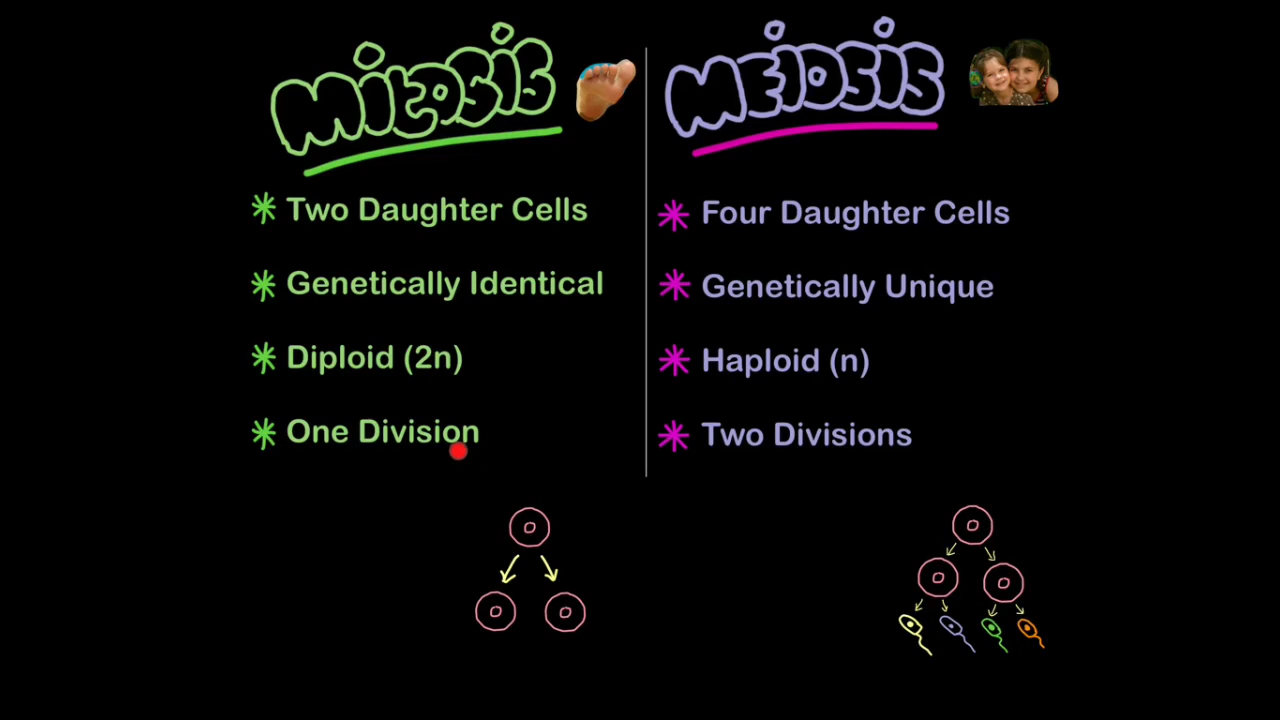 Mitosis
Two Daughter Cells
Genetically Identical
Diploid (2n)
One Division
MEIOSIS
Four Daughter Cells
Genetically Unique
Haploid (n)
Two Divisions